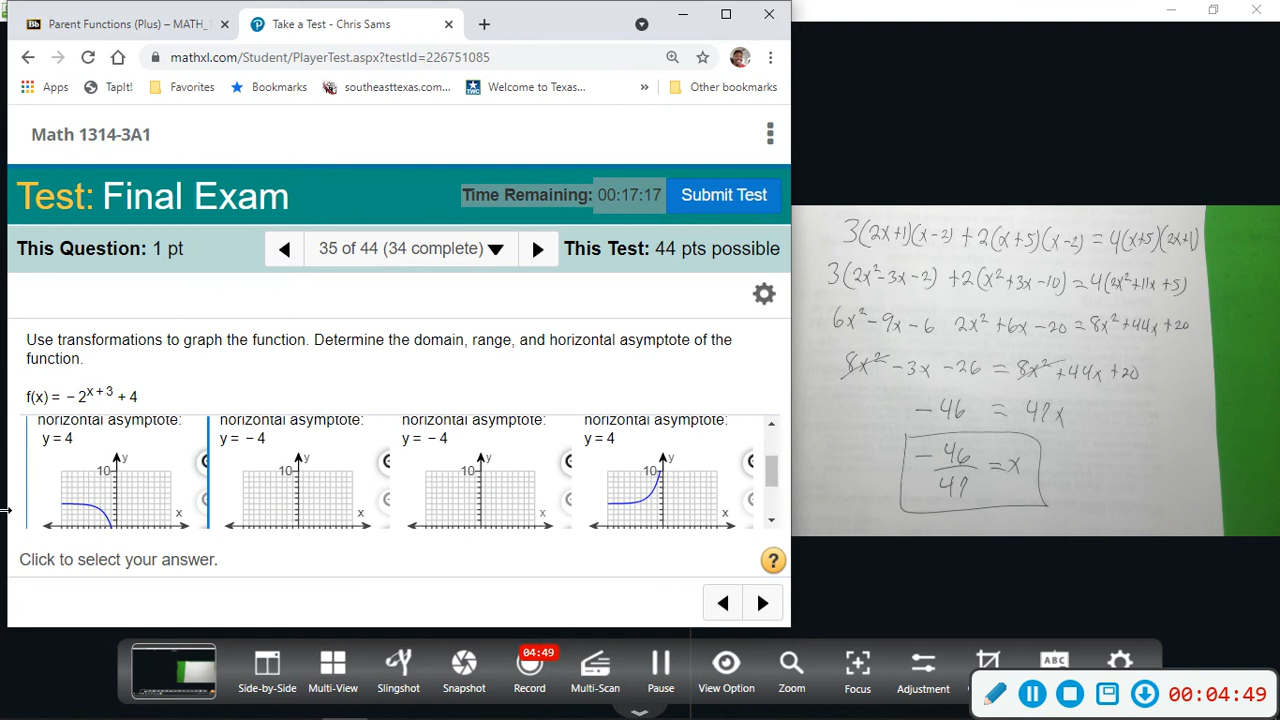 Parent Functions (Plus) – MATH_
Take a Test - Chris Sams
mathxl.com/Student/PlayerTest.aspx?testId=226751085
Apps
TapIt!
Favorites
Bookmarks
southeasttexas.com...
Welcome to Texas...
»
Other bookmarks
Math 1314-3A1
Test: Final Exam
Time Remaining: 00:17:17
Submit Test
This Question: 1 pt
35 of 44 (34 complete)
This Test: 44 pts possible
Use transformations to graph the function. Determine the domain, range, and horizontal asymptote of the
function.
f(x) = − 2^{x + 3} + 4
horizontal asymptote: horizontal asymptote: horizontal asymptote: horizontal asymptote:
y = 4 y = − 4 y = − 4 y = 4
10 y 10 y 10 y 10 y
x x x x
Click to select your answer.
?
3(2x+1)(x-2) + 2(x+5)(x-2) = 4(x+5)(2x+1)
3(2x²-3x-2) + 2(x²+3x-10) = 4(2x²+11x+5)
6x²-9x-6 2x²+6x-20 = 8x²+44x+20
8x² -3x -26 = 8x² +44x +20
-46 = 47x
-46/47 = x
Side-by-Side
Multi-View
Slingshot
04:49
Snapshot
Record
Multi-Scan
Pause
View Option
Zoom
Focus
Adjustment
ABC
00:04:49